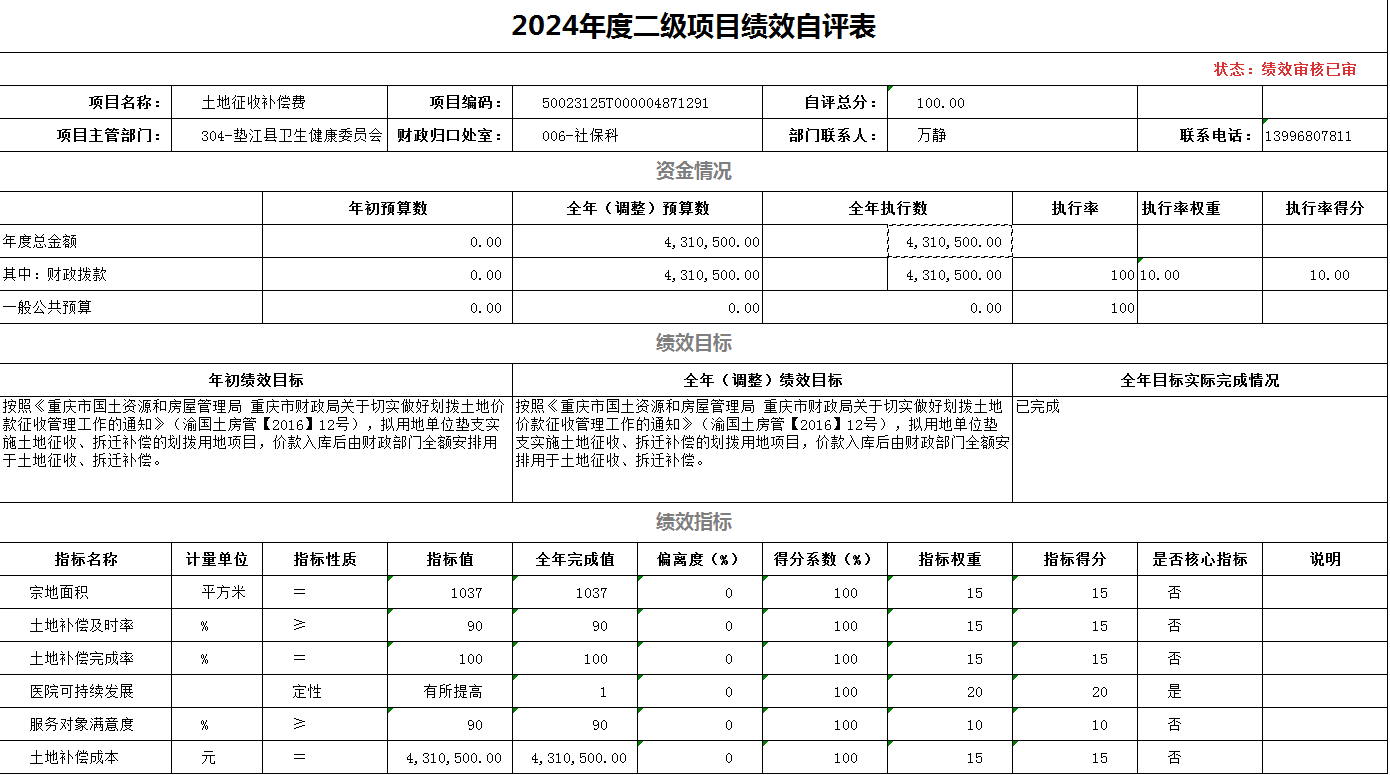 2024年度二级项目绩效自评表
状态：绩效审核已审
项目名称： 土地征收补偿费 项目编码： 50023125T000004871291 自评总分： 100.00
项目主管部门： 304-垫江县卫生健康委员会 财政归口处室： 006-社保科 部门联系人： 万静 联系电话： 13996807811
资金情况
年初预算数 全年（调整）预算数 全年执行数 执行率 执行率权重 执行率得分
年度总金额 0.00 4,310,500.00 4,310,500.00
其中：财政拨款 0.00 4,310,500.00 4,310,500.00 100 10.00 10.00
一般公共预算 0.00 0.00 0.00 100
绩效目标
年初绩效目标 全年（调整）绩效目标 全年目标实际完成情况
按照《重庆市国土资源和房屋管理局 重庆市财政局关于切实做好划拨土地价
款征收管理工作的通知》（渝国土房管【2016】12号），拟用地单位垫支实
施土地征收、拆迁补偿的划拨用地项目，价款入库后由财政部门全额安排用
于土地征收、拆迁补偿。
按照《重庆市国土资源和房屋管理局 重庆市财政局关于切实做好划拨土地
价款征收管理工作的通知》（渝国土房管【2016】12号），拟用地单位垫
支实施土地征收、拆迁补偿的划拨用地项目，价款入库后由财政部门全额安
排用于土地征收、拆迁补偿。
已完成
绩效指标
指标名称 计量单位 指标性质 指标值 全年完成值 偏离度（%） 得分系数（%） 指标权重 指标得分 是否核心指标 说明
宗地面积 平方米 ＝ 1037 1037 0 100 15 15 否
土地补偿及时率 % ≥ 90 90 0 100 15 15 否
土地补偿完成率 % ＝ 100 100 0 100 15 15 否
医院可持续发展 定性 有所提高 1 0 100 20 20 是
服务对象满意度 % ≥ 90 90 0 100 10 10 否
土地补偿成本 元 ＝ 4,310,500.00 4,310,500.00 0 100 15 15 否